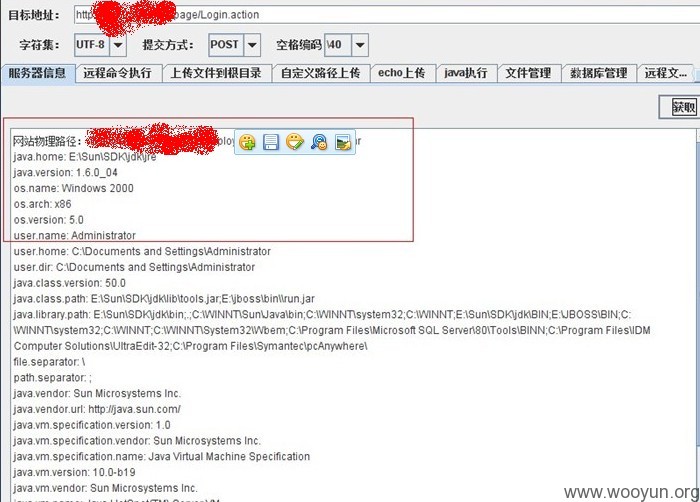 目标地址: http page/Login.action
字符集: UTF-8 提交方式: POST 空格编码 \40
服务器信息 远程命令执行 上传文件到根目录 自定义路径上传 echo上传 java执行 文件管理 数据库管理 远程文...
获取
网站物理路径: ar
java.home: E:\Sun\SDK\jdk\jre
java.version: 1.6.0_04
os.name: Windows 2000
os.arch: x86
os.version: 5.0
user.name: Administrator
user.home: C:\Documents and Settings\Administrator
user.dir: C:\Documents and Settings\Administrator
java.class.version: 50.0
java.class.path: E:\Sun\SDK\jdk\lib\tools.jar;E:\jboss\bin\\run.jar
java.library.path: E:\Sun\SDK\jdk\bin;.;C:\WINNT\Sun\Java\bin;C:\WINNT\system32;C:\WINNT;E:\Sun\SDK\jdk\BIN;E:\JBOSS\BIN;C:
\WINNT\system32;C:\WINNT;C:\WINNT\System32\Wbem;C:\Program Files\Microsoft SQL Server\80\Tools\BINN;C:\Program Files\IDM
Computer Solutions\UltraEdit-32;C:\Program Files\Symantec\pcAnywhere\
file.separator: \
path.separator: ;
java.vendor: Sun Microsystems Inc.
java.vendor.url: http://java.sun.com/
java.vm.specification.version: 1.0
java.vm.specification.vendor: Sun Microsystems Inc.
java.vm.specification.name: Java Virtual Machine Specification
java.vm.version: 10.0-b19
java.vm.vendor: Sun Microsystems Inc.
www.wooyun.org